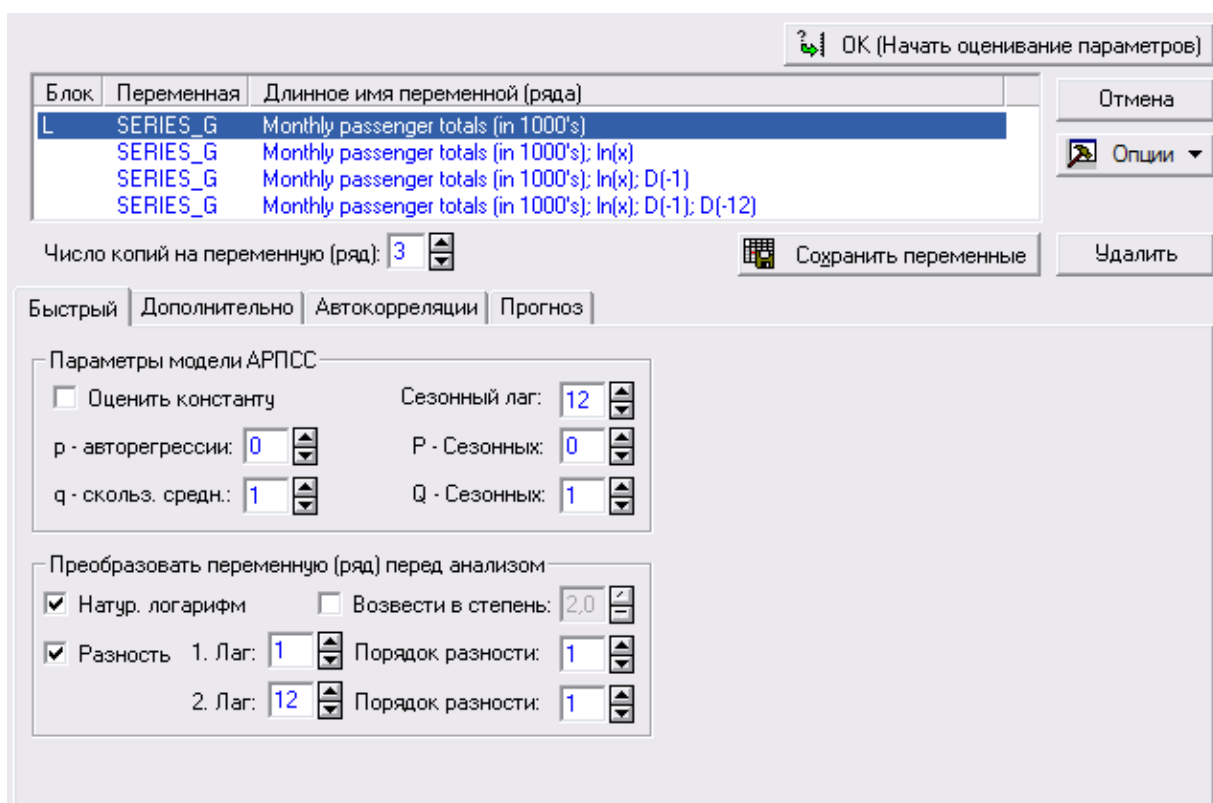 OK (Начать оценивание параметров)
Блок Переменная Длинное имя переменной (ряда)
L SERIES_G Monthly passenger totals (in 1000's)
SERIES_G Monthly passenger totals (in 1000's); ln(x)
SERIES_G Monthly passenger totals (in 1000's); ln(x); D(-1)
SERIES_G Monthly passenger totals (in 1000's); ln(x); D(-1); D(-12)
Отмена
Опции
Число копий на переменную (ряд): 3
Сохранить переменные
Удалить
Быстрый Дополнительно Автокорреляции Прогноз
Параметры модели АРПСС
Оценить константу Сезонный лаг: 12
p - авторегрессии: 0 P - Сезонных: 0
q - скольз. средн.: 1 Q - Сезонных: 1
Преобразовать переменную (ряд) перед анализом
Натур. логарифм Возвести в степень: 2,0
Разность 1. Лаг: 1 Порядок разности: 1
2. Лаг: 12 Порядок разности: 1